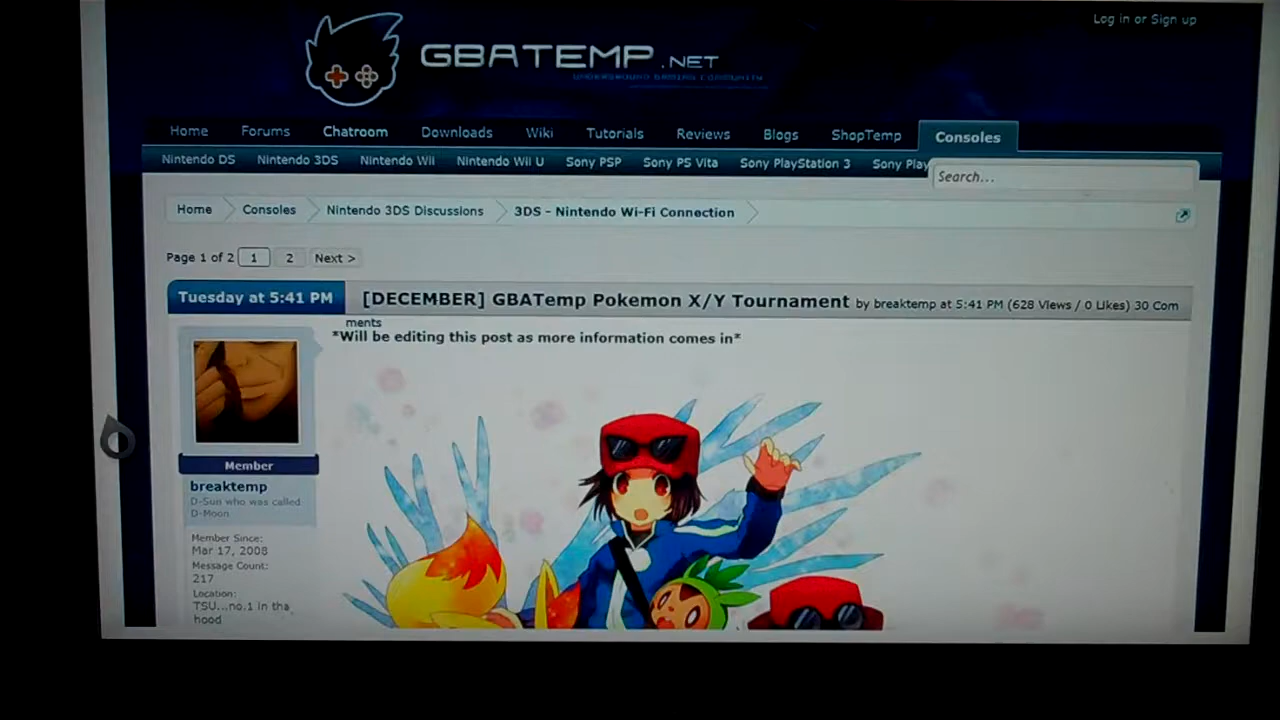 Log in or Sign up
GBATEMP.NET
UNDERGROUND GAMING COMMUNITY
Home Forums Chatroom Downloads Wiki Tutorials Reviews Blogs ShopTemp Consoles
Nintendo DS Nintendo 3DS Nintendo Wii Nintendo Wii U Sony PSP Sony PS Vita Sony PlayStation 3 Sony Play
Search...
Home Consoles Nintendo 3DS Discussions 3DS - Nintendo Wi-Fi Connection
Page 1 of 2 1 2 Next >
Tuesday at 5:41 PM [DECEMBER] GBATemp Pokemon X/Y Tournament by breaktemp at 5:41 PM (628 Views / 0 Likes) 30 Com
ments
*Will be editing this post as more information comes in*
Member
breaktemp
D-Sun who was called
D-Moon
Member Since:
Mar 17, 2008
Message Count:
217
Location:
TSU...no.1 in tha
hood